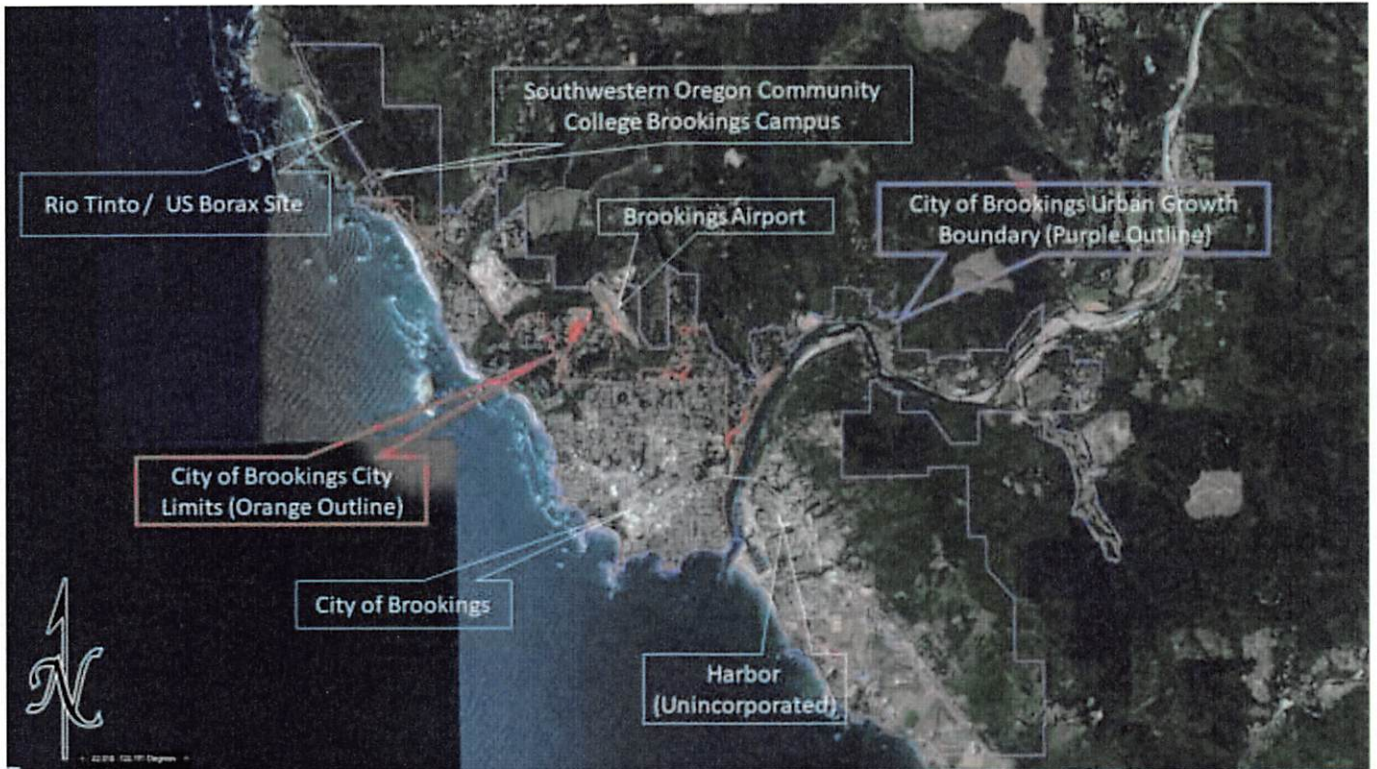 Southwestern Oregon Community
College Brookings Campus
Rio Tinto / US Borax Site
Brookings Airport
City of Brookings Urban Growth
Boundary (Purple Outline)
City of Brookings City
Limits (Orange Outline)
City of Brookings
Harbor
(Unincorporated)
N